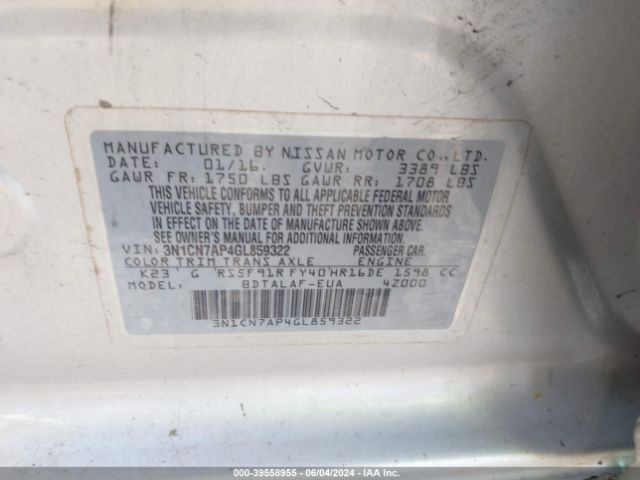 MANUFACTURED BY NISSAN MOTOR CO.,LTD.
DATE: 01/16. GVWR: 3389 LBS
GAWR FR: 1750 LBS GAWR RR: 1708 LBS
THIS VEHICLE CONFORMS TO ALL APPLICABLE FEDERAL MOTOR
VEHICLE SAFETY, BUMPER AND THEFT PREVENTION STANDARDS
IN EFFECT ON THE DATE OF MANUFACTURE SHOWN ABOVE.
SEE OWNER'S MANUAL FOR ADDITIONAL INFORMATION.
VIN: 3N1CN7AP4GL859322 PASSENGER CAR.
COLOR TRIM TRANS AXLE ENGINE
K23 G RS5F91R FY40 HR16DE 1598 CC
MODEL: BDTALAF-EUA 4Z000
3N1CN7AP4GL859322
000-39558955 - 06/04/2024 - IAA Inc.